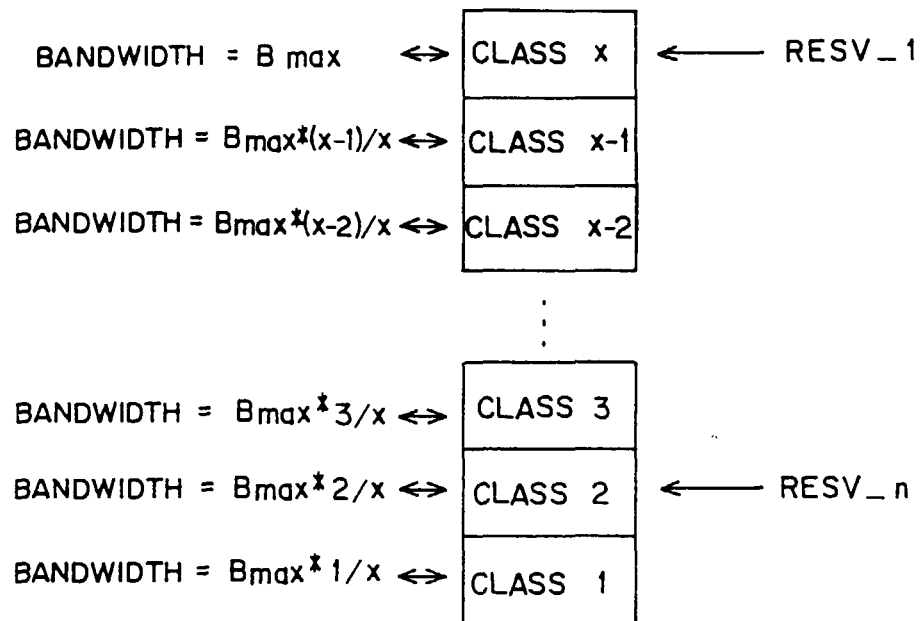 BANDWIDTH = B max ↔ CLASS x ← RESV_1
BANDWIDTH = Bmax*(x-1)/x ↔ CLASS x-1
BANDWIDTH = Bmax*(x-2)/x ↔ CLASS x-2
BANDWIDTH = Bmax*3/x ↔ CLASS 3
BANDWIDTH = Bmax*2/x ↔ CLASS 2 ← RESV_n
BANDWIDTH = Bmax*1/x ↔ CLASS 1